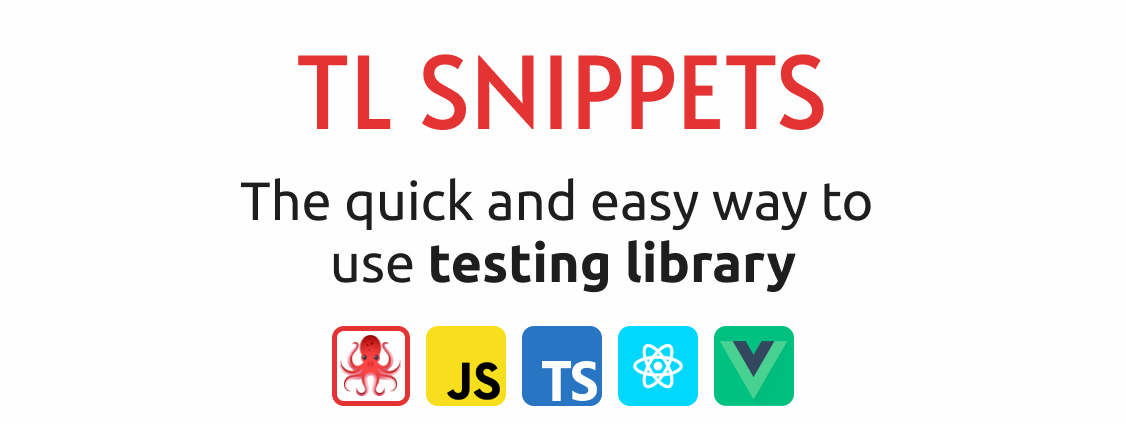 TL SNIPPETS
The quick and easy way to
use testing library
JS TS